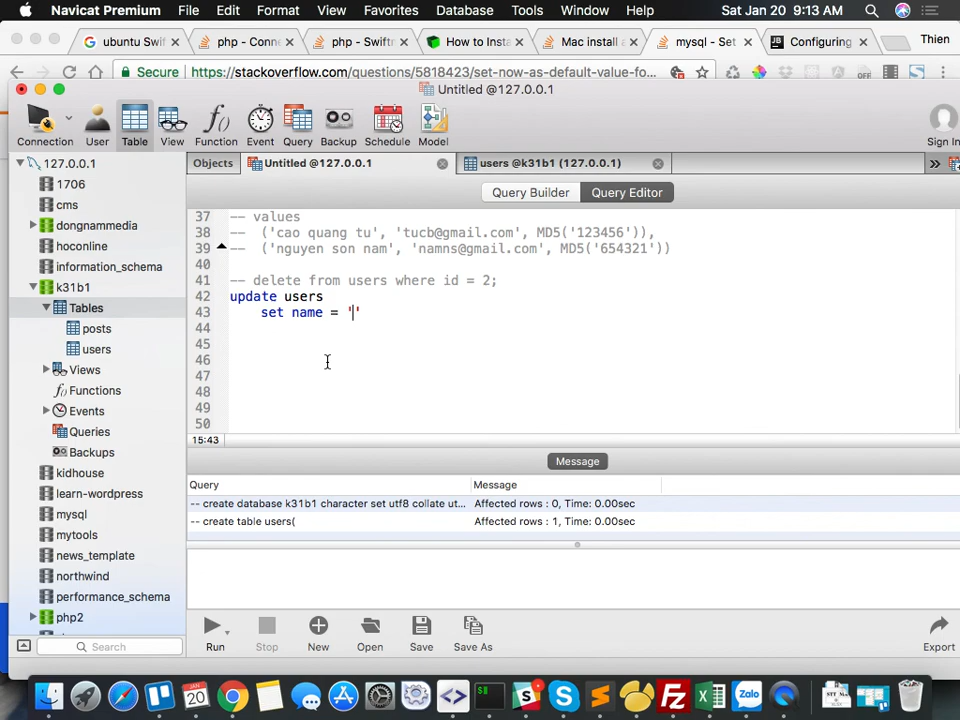 Navicat Premium File Edit Format View Favorites Database Tools Window Help Sat Jan 20 9:13 AM
ubuntu Swif php - Conne php - Swiftm How to Insta Mac install a mysql - Set Configuring Thien
Secure https://stackoverflow.com/questions/5818423/set-now-as-default-value-fo...
Untitled @127.0.0.1
Connection User Table View Function Event Query Backup Schedule Model Sign In
127.0.0.1
1706
cms
dongnammedia
hoconline
information_schema
k31b1
Tables
posts
users
Views
Functions
Events
Queries
Backups
kidhouse
learn-wordpress
mysql
mytools
news_template
northwind
performance_schema
php2
Search
Objects Untitled @127.0.0.1 users @k31b1 (127.0.0.1) »
Query Builder Query Editor
37 -- values
38 -- ('cao quang tu', 'tucb@gmail.com', MD5('123456')),
39 -- ('nguyen son nam', 'namns@gmail.com', MD5('654321'))
40
41 -- delete from users where id = 2;
42 update users
43 set name = ''
44
45
46
47
48
49
50
15:43
Message
Query Message
-- create database k31b1 character set utf8 collate ut... Affected rows : 0, Time: 0.00sec
-- create table users( Affected rows : 1, Time: 0.00sec
Run Stop New Open Save Save As Export